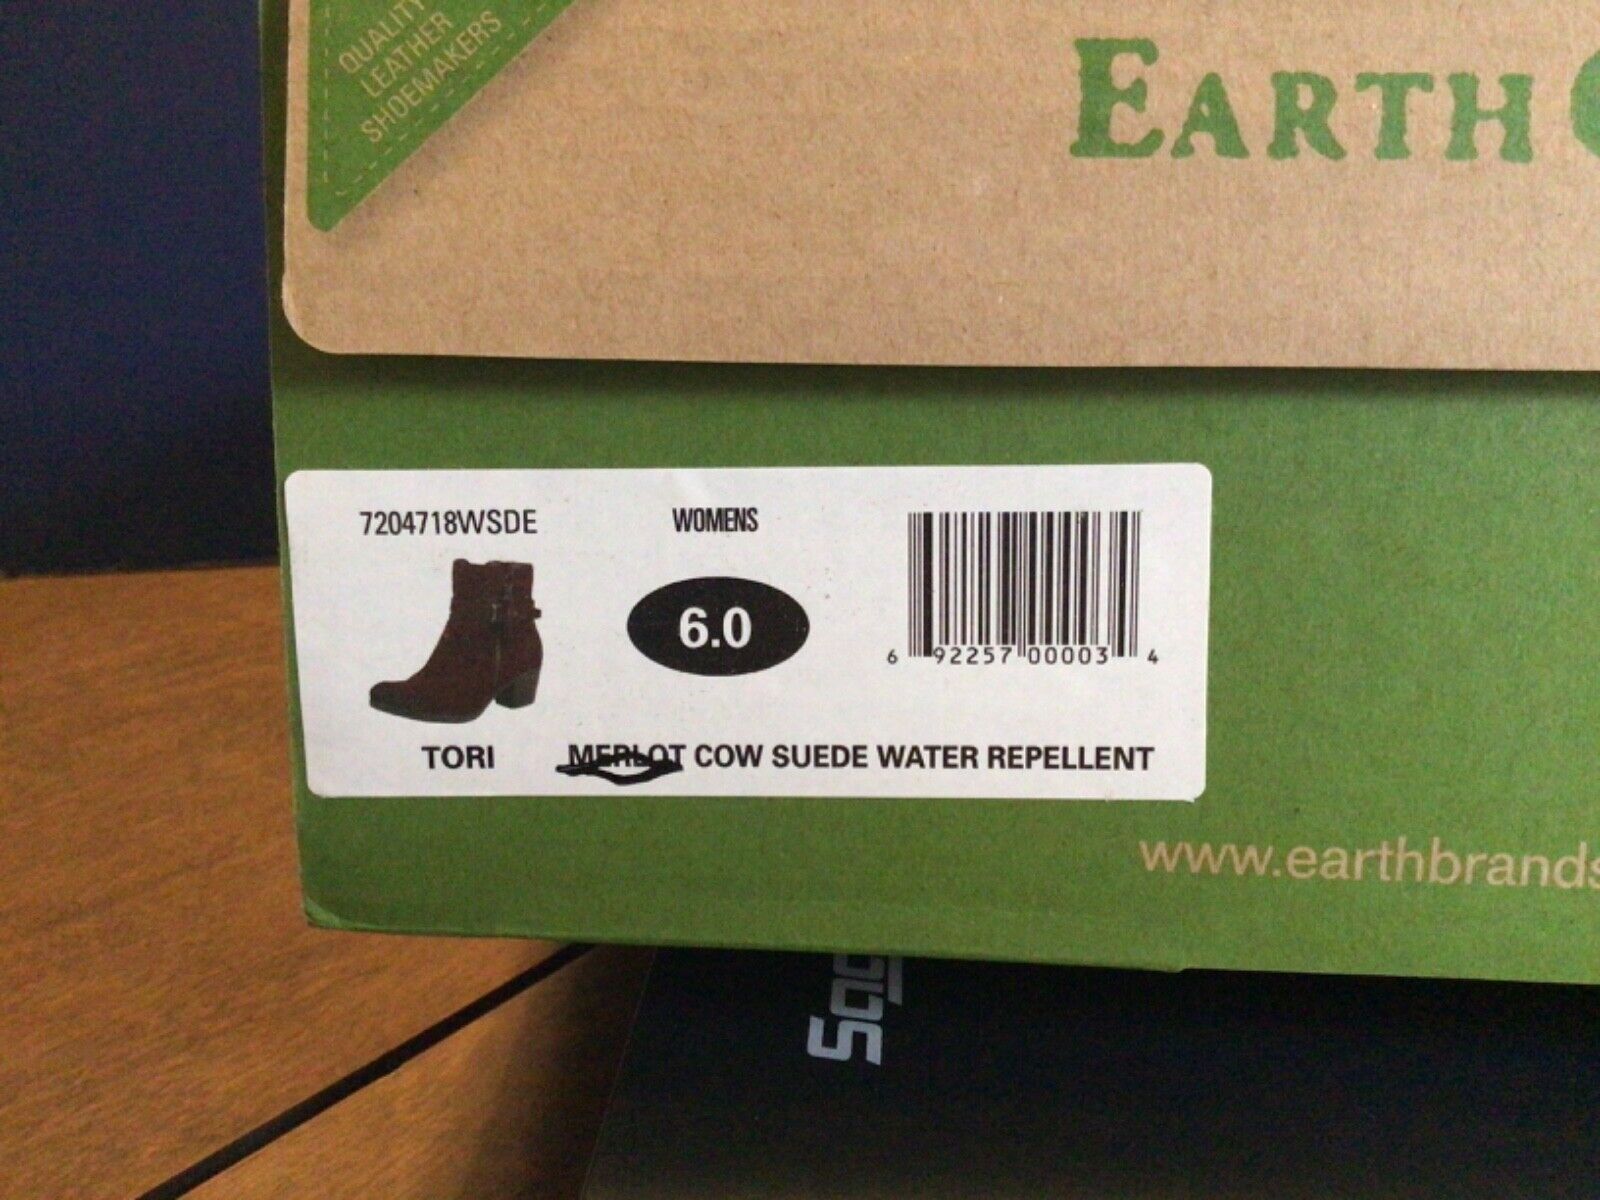 QUALITY
LEATHER
SHOEMAKERS
EARTH
7204718WSDE
WOMENS
6.0
6 92257 00003 4
TORI
MERLOT COW SUEDE WATER REPELLENT
www.earthbrands